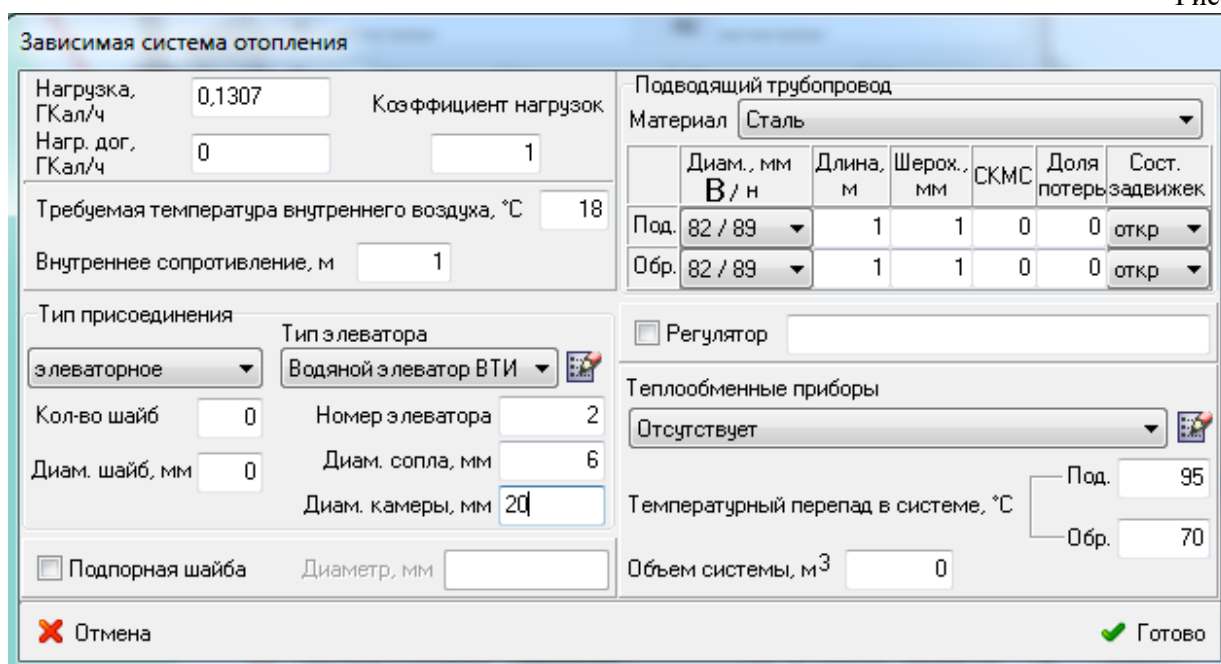 Рис
Зависимая система отопления
Нагрузка, ГКал/ч 0,1307
Коэффициент нагрузок
Нагр. дог, ГКал/ч 0
1
Требуемая температура внутреннего воздуха, °С 18
Внутреннее сопротивление, м 1
Тип присоединения
Тип элеватора
элеваторное
Водяной элеватор ВТИ
Кол-во шайб 0
Номер элеватора 2
Диам. шайб, мм 0
Диам. сопла, мм 6
Диам. камеры, мм 20
Подпорная шайба
Диаметр, мм
Подводящий трубопровод
Материал Сталь
Диам., мм В / н
Длина, м
Шерох., мм
СКМС
Доля потерь
Сост. задвижек
Под. 82 / 89 1 1 0 0 откр
Обр. 82 / 89 1 1 0 0 откр
Регулятор
Теплообменные приборы
Отсутствует
Температурный перепад в системе, °С
Под. 95
Обр. 70
Объем системы, м3 0
Отмена
Готово